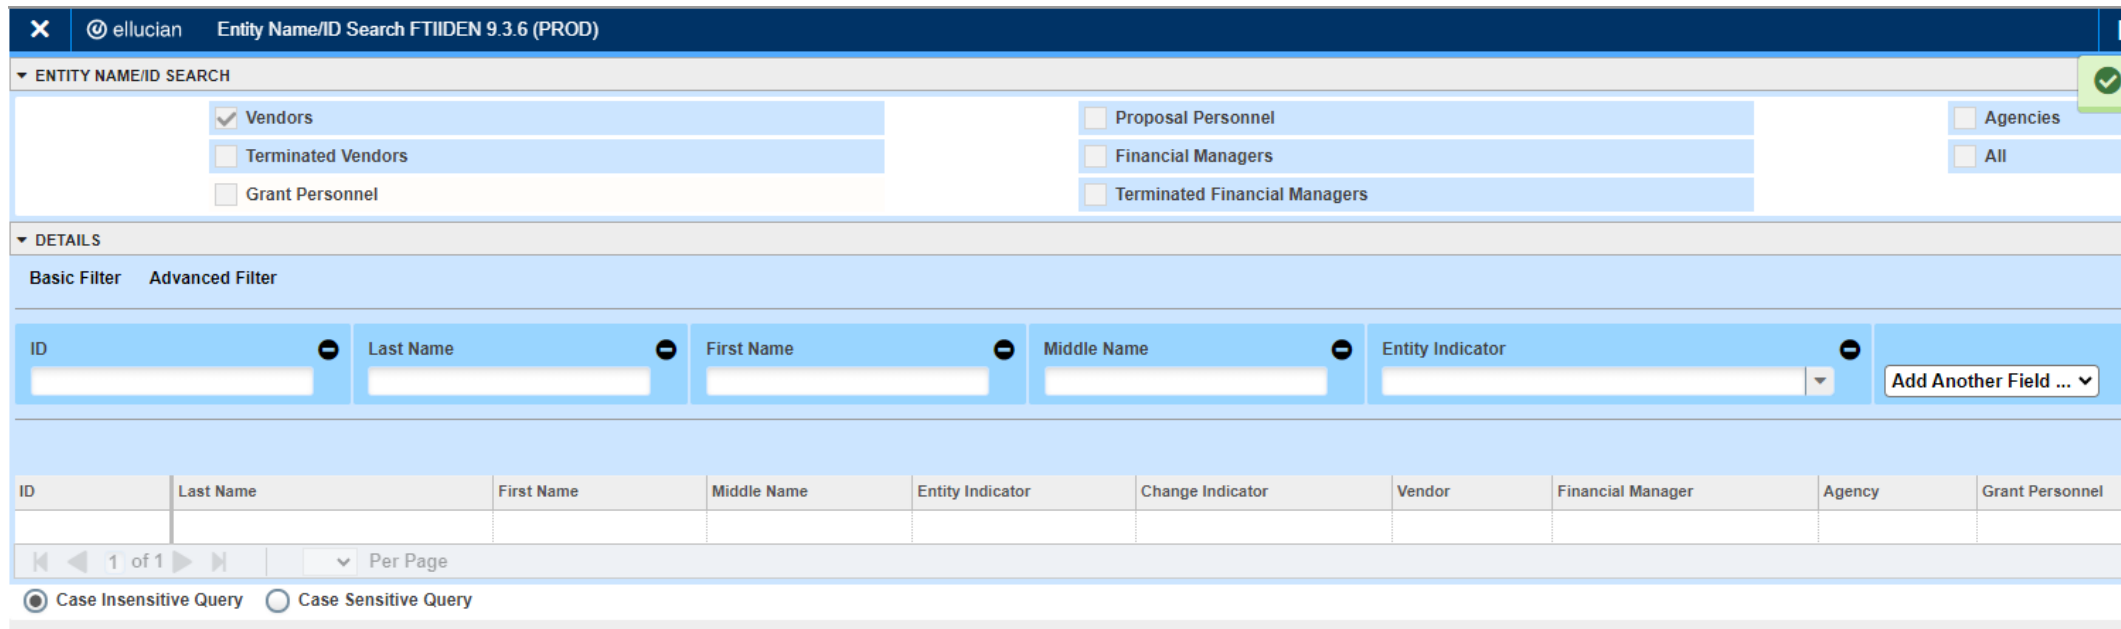 ellucian Entity Name/ID Search FTIIDEN 9.3.6 (PROD)
ENTITY NAME/ID SEARCH
Vendors Proposal Personnel Agencies
Terminated Vendors Financial Managers All
Grant Personnel Terminated Financial Managers
DETAILS
Basic Filter Advanced Filter
ID Last Name First Name Middle Name Entity Indicator
Add Another Field ...
ID Last Name First Name Middle Name Entity Indicator Change Indicator Vendor Financial Manager Agency Grant Personnel
1 of 1 Per Page
Case Insensitive Query Case Sensitive Query